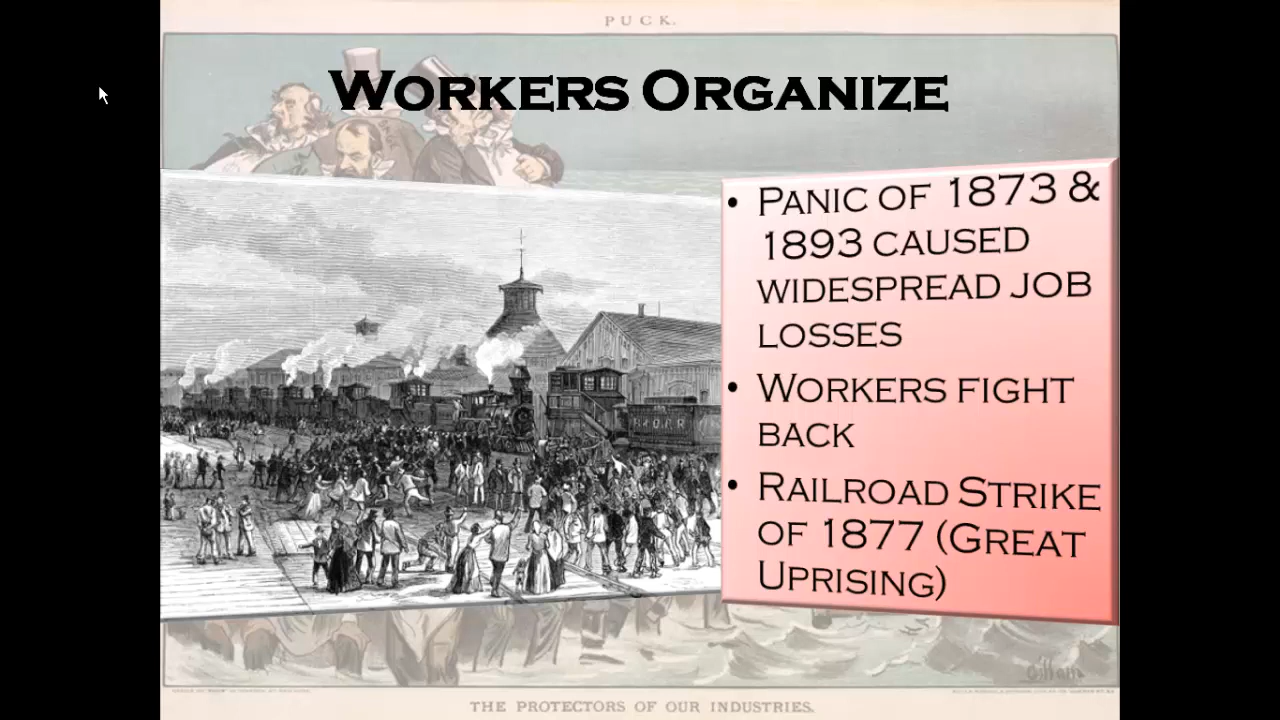 PUCK.
WORKERS ORGANIZE
• PANIC OF 1873 &
1893 CAUSED
WIDESPREAD JOB
LOSSES
• WORKERS FIGHT
BACK
• RAILROAD STRIKE
OF 1877 (GREAT
UPRISING)
THE PROTECTORS OF OUR INDUSTRIES.